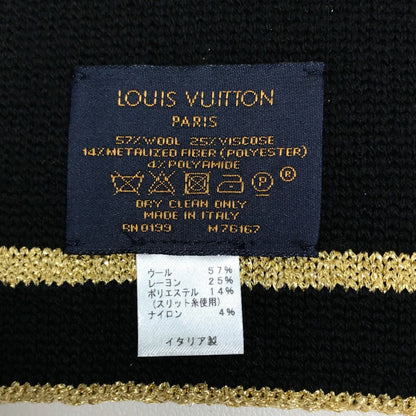 LOUIS VUITTON
PARIS
57% WOOL 25% VISCOSE
14% METALIZED FIBER (POLYESTER)
4% POLYAMIDE
P ®
DRY CLEAN ONLY
MADE IN ITALY
RN0199 M76167
ウール 57%
レーヨン 25%
ポリエステル 14%
(スリット糸使用)
ナイロン 4%
イタリア製